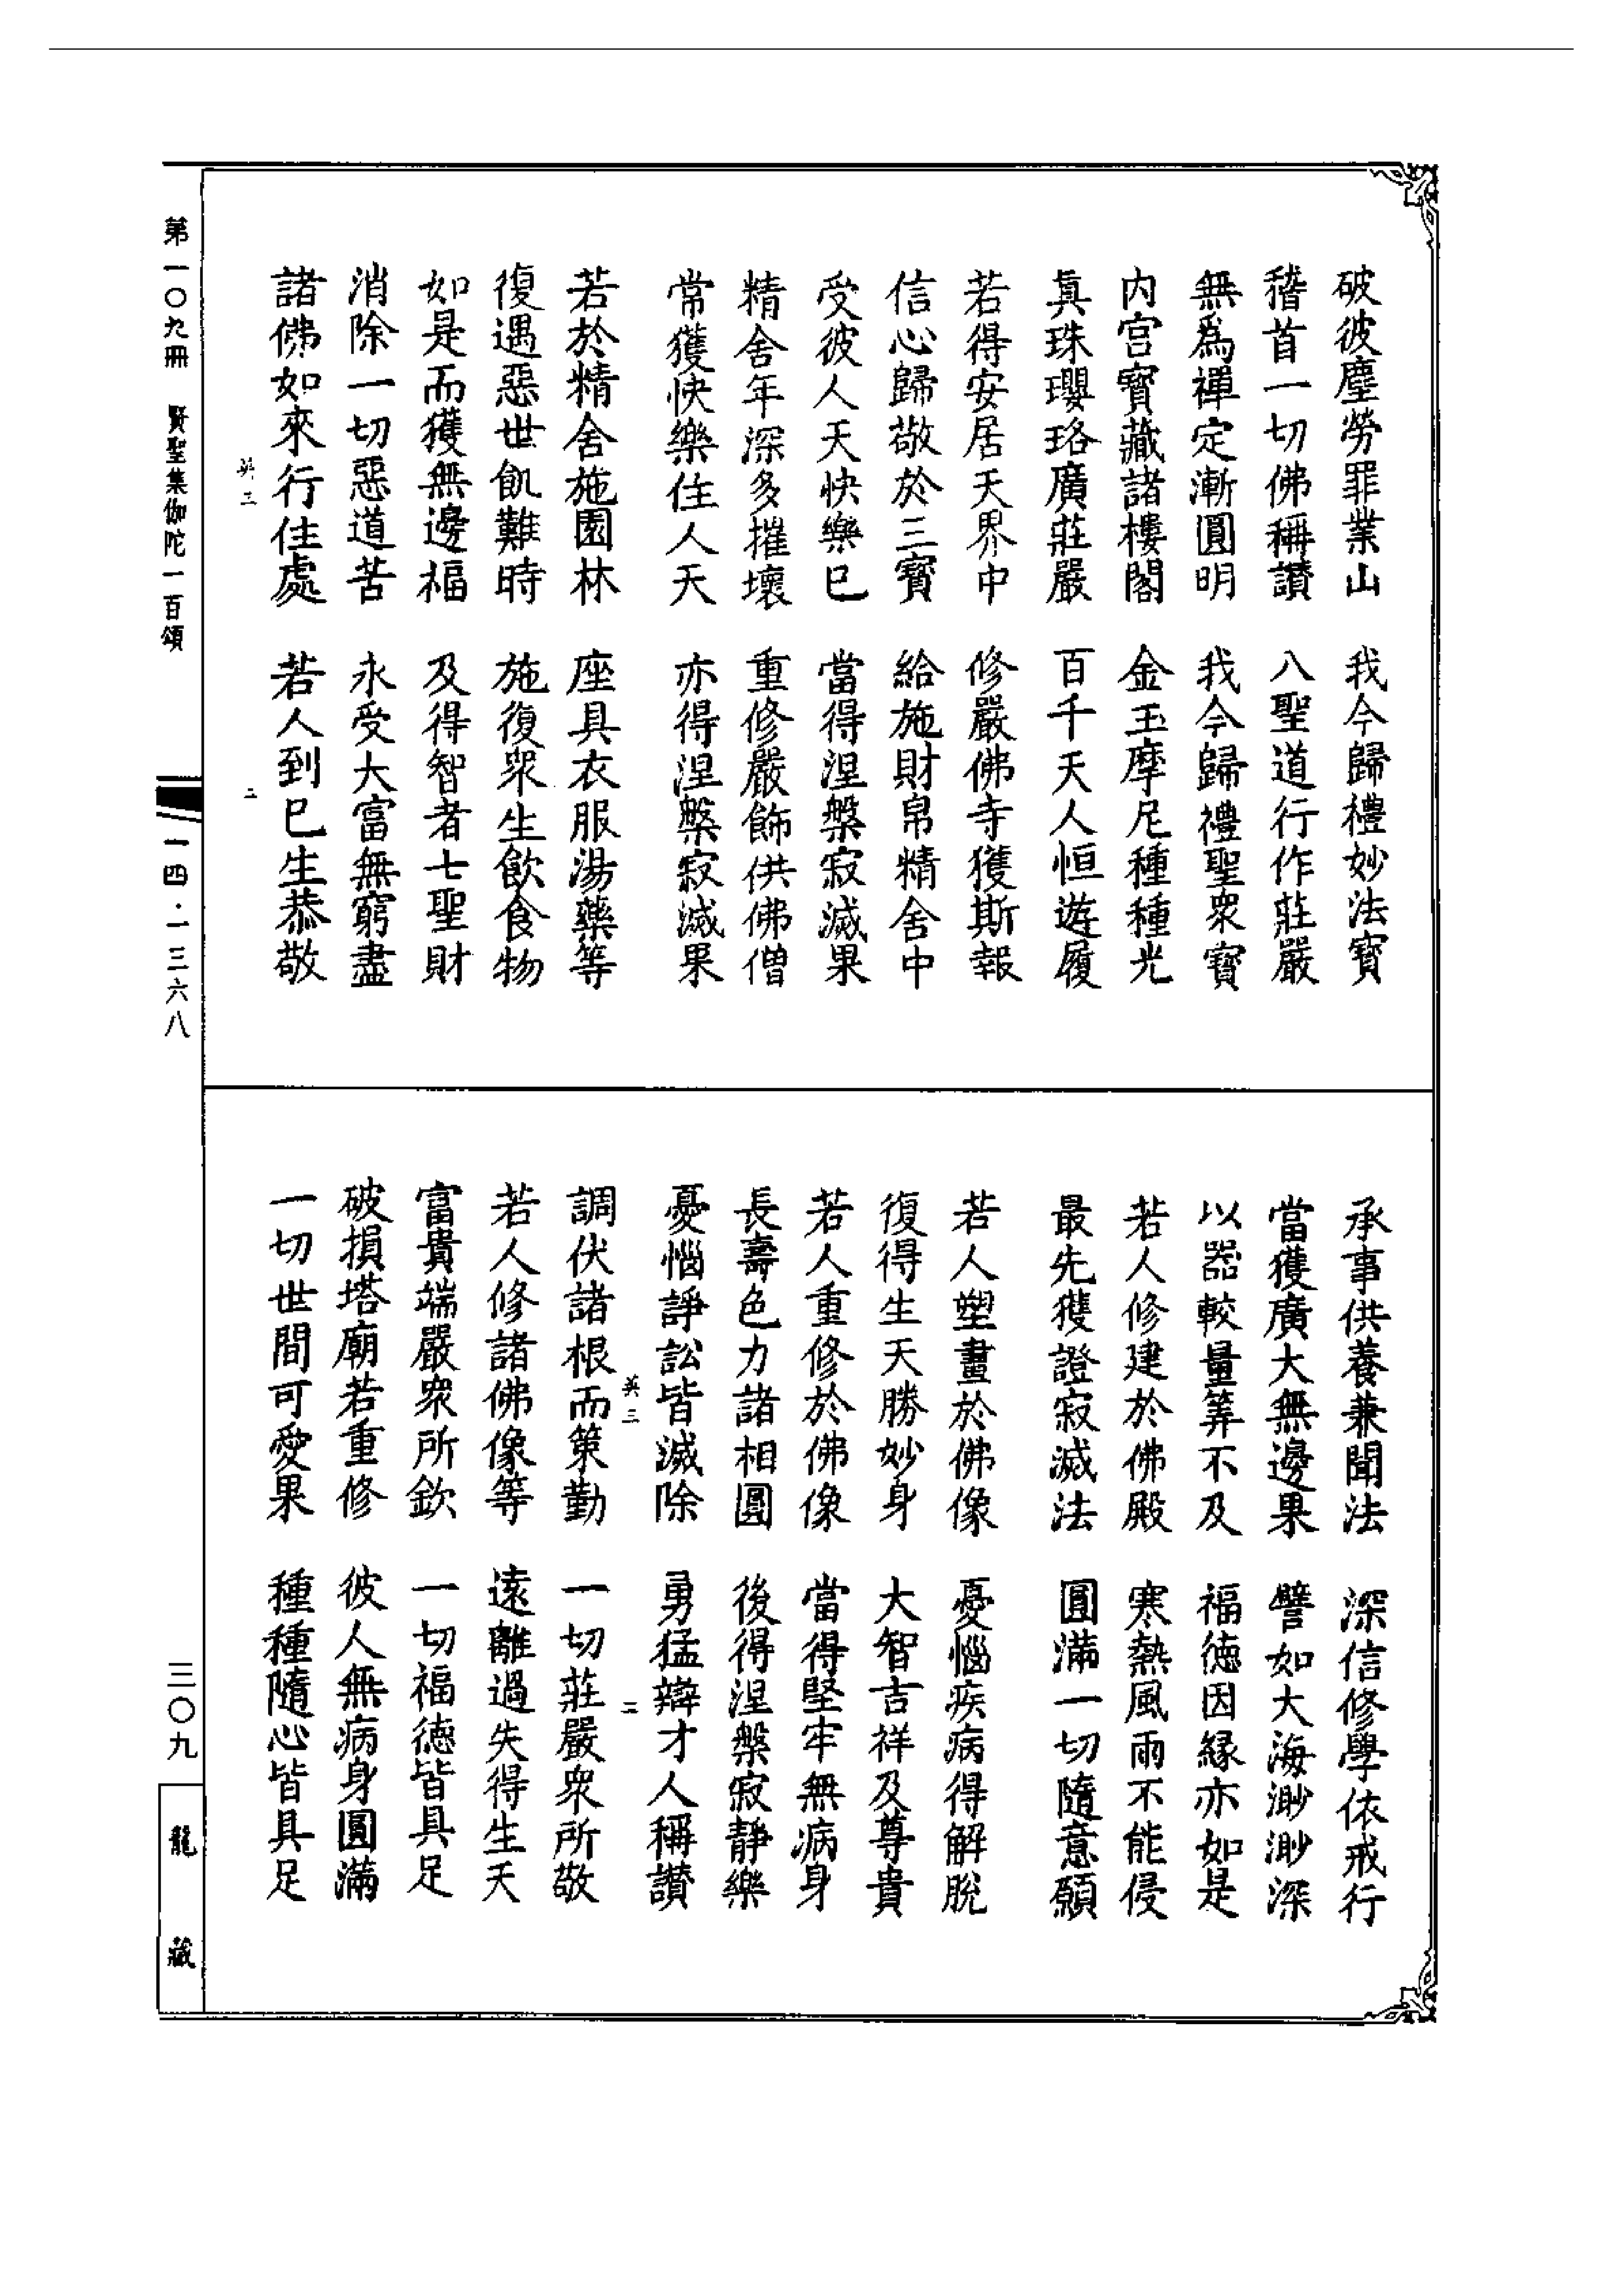 破彼塵勞罪業山　我今歸禮妙法寶
稽首一切佛稱讚　八聖道行作莊嚴
無為禪定漸圓明　我今歸禮聖衆寶
内宮寳藏諸樓閣　金玉摩尼種種光
真珠瓔珞廣莊嚴　百千天人恒遊履
若得安居天界中　修嚴佛寺獲斯報
信心歸敬於三寳　給施財帛精舍中
受彼人天快樂已　當得涅槃寂滅果
精舍年深多摧壞　重修嚴飾供佛僧
常獲快樂住人天　亦得涅槃寂滅果
若於精舍施園林　座具衣服湯藥等
復遇惡世飢難時　施復衆生飲食物
如是而獲無邊福　及得智者七聖財
消除一切惡道苦　永受大富無窮盡
諸佛如來行住處　若人到已生恭敬
英三　二
承事供養兼聞法　深信修學依戒行
當獲廣大無邊果　譬如大海渺渺深
以器較量筭不及　福德因緣亦如是
若人修建於佛殿　寒熱風雨不能侵
最先獲證寂滅法　圓滿一切隨意願
若人塑畫於佛像　憂惱疾病得解脫
復得生天勝妙身　大智吉祥及尊貴
若人重修於佛像　當得堅牢無病身
長壽色力諸相圓　後得涅槃寂靜樂
憂惱諍訟皆滅除　勇猛辯才人稱讚
英三　二
調伏諸根而策勤　一切莊嚴衆所敬
若人修諸佛像等　遠離過失得生天
富貴端嚴衆所欽　一切福德皆具足
破損塔廟若重修　彼人無病身圓滿
一切世間可愛果　種種隨心皆具足
第一〇九冊　賢聖集伽陀一百頌　一四·一三六八　三〇九　龍藏